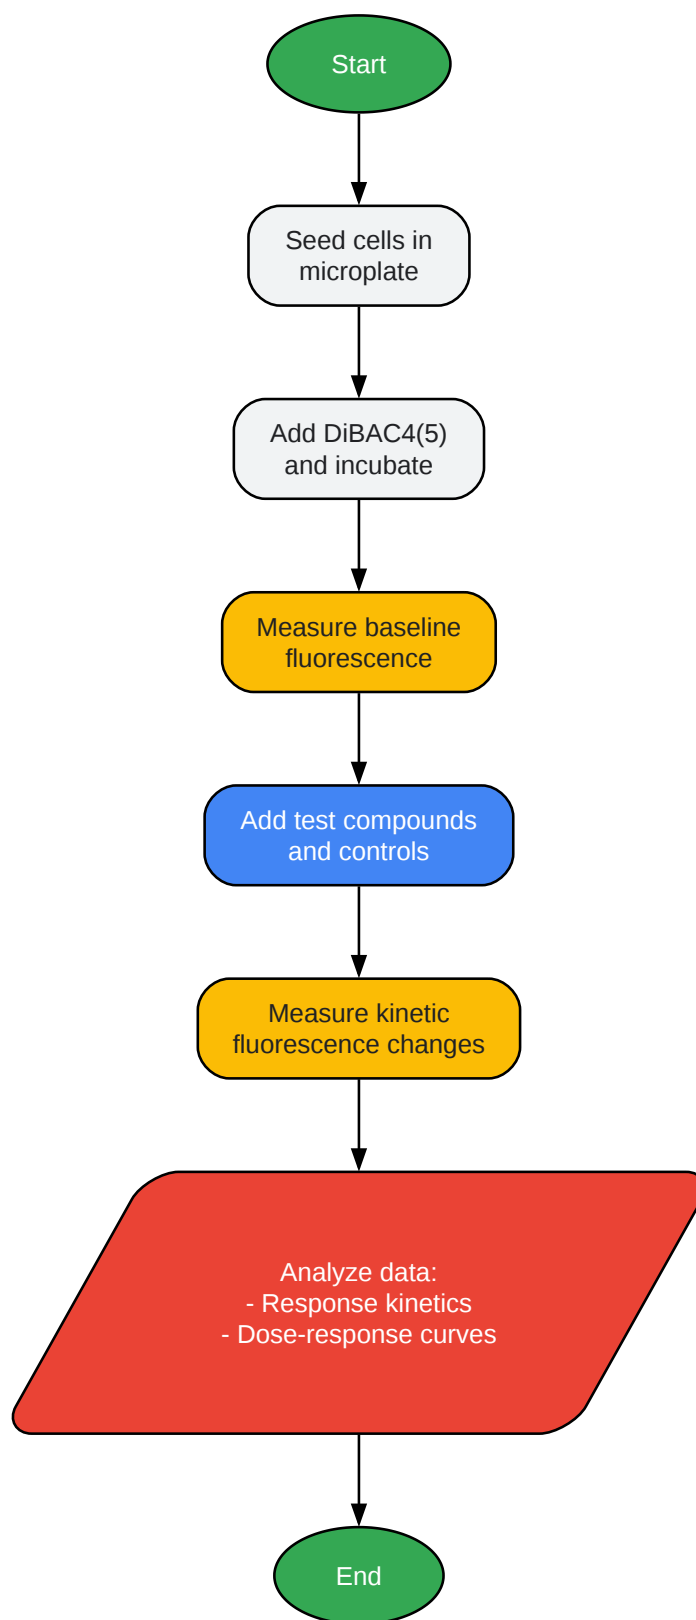 Start
Seed cells in
microplate
Add DiBAC4(5)
and incubate
Measure baseline
fluorescence
Add test compounds
and controls
Measure kinetic
fluorescence changes
Analyze data:
- Response kinetics
- Dose-response curves
End